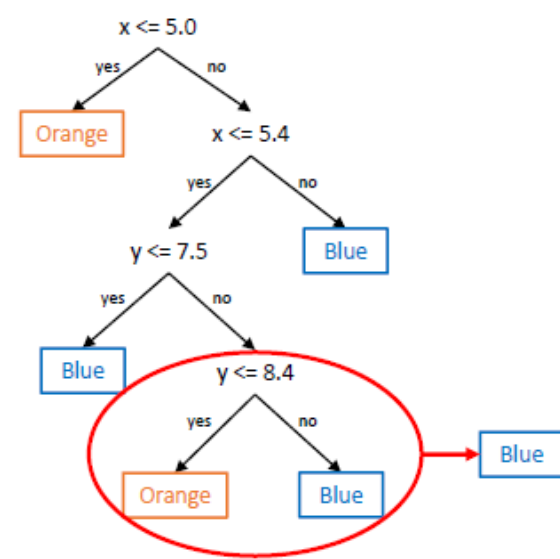 x <= 5.0
yes
no
Orange
x <= 5.4
yes
no
y <= 7.5
Blue
yes
no
Blue
y <= 8.4
yes
no
Orange
Blue
Blue